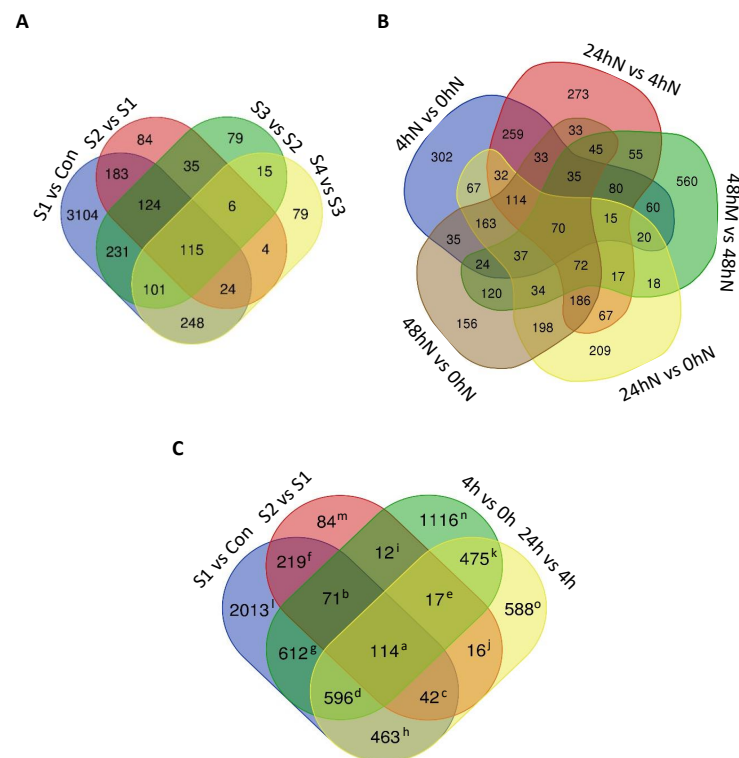 A
S1 vs Con
S2 vs S1
S3 vs S2
S4 vs S3
84
79
183
35
15
3104
124
6
79
231
115
4
101
24
248
B
4hN vs 0hN
24hN vs 4hN
48hM vs 48hN
24hN vs 0hN
48hN vs 0hN
273
259
33
45
55
302
33
35
560
32
67
114
80
60
163
70
15
20
35
37
24
72
17
18
120
34
186
67
156
198
209
C
S1 vs Con
S2 vs S1
4h vs 0h
24h vs 4h
84m
1116n
219f
12i
475k
2013l
71b
17e
588o
612g
114a
16j
596d
42c
463h